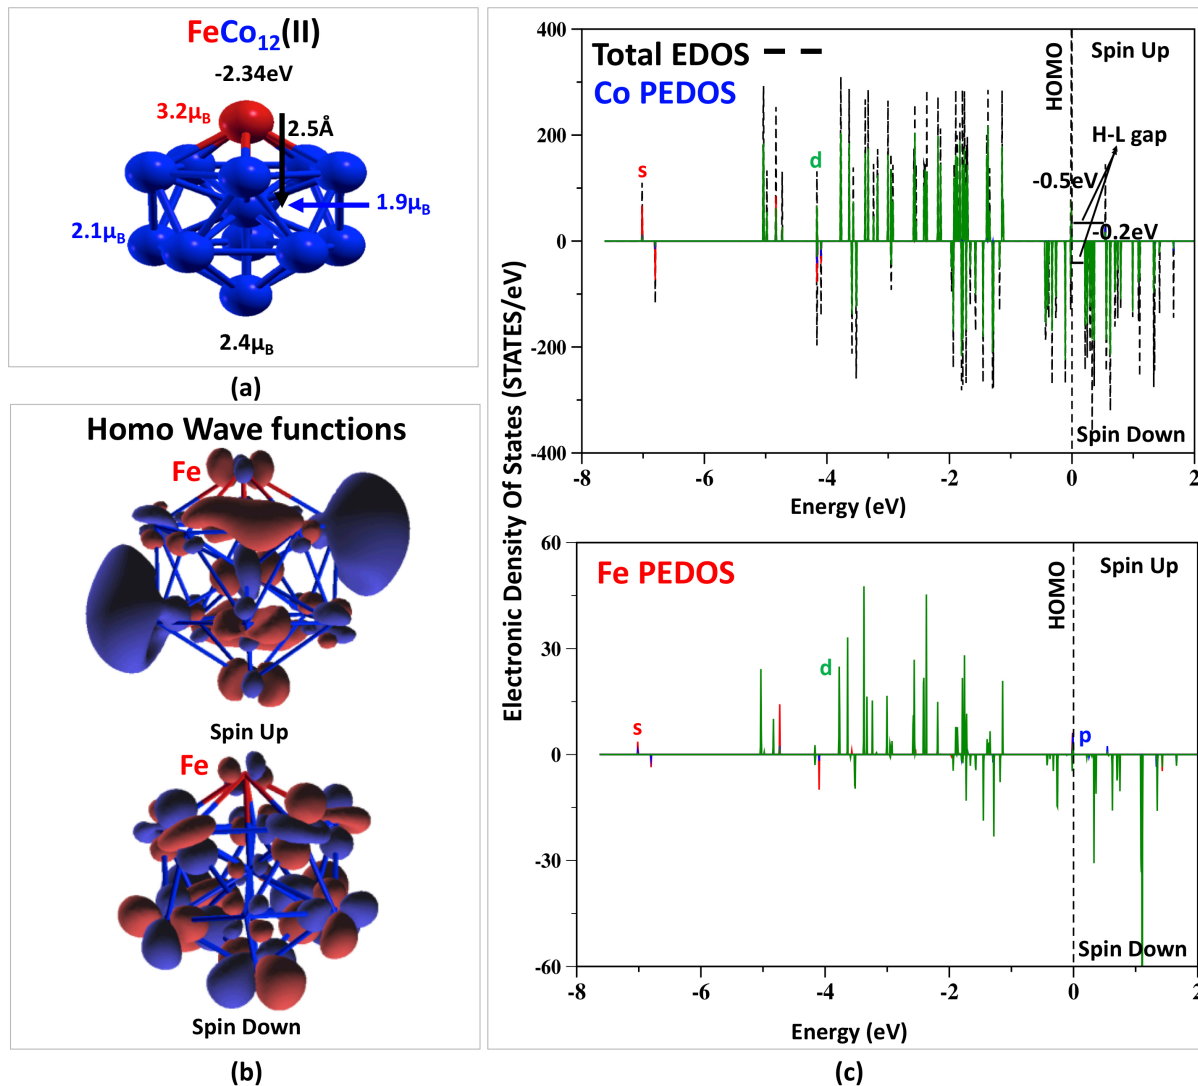 FeCo₁₂(II)
-2.34eV
3.2μB
2.5Å
1.9μB
2.1μB
2.4μB
(a)
Homo Wave functions
Fe
Spin Up
Fe
Spin Down
(b)
Electronic Density Of States (STATES/eV)
400
200
0
-200
-400
Total EDOS
Co PEDOS
HOMO
Spin Up
H-L gap
s
d
-0.5eV
-0.2eV
Spin Down
-8
-6
-4
-2
0
2
Energy (eV)
60
30
0
-30
-60
Fe PEDOS
HOMO
Spin Up
d
s
p
Spin Down
-8
-6
-4
-2
0
2
Energy (eV)
(c)